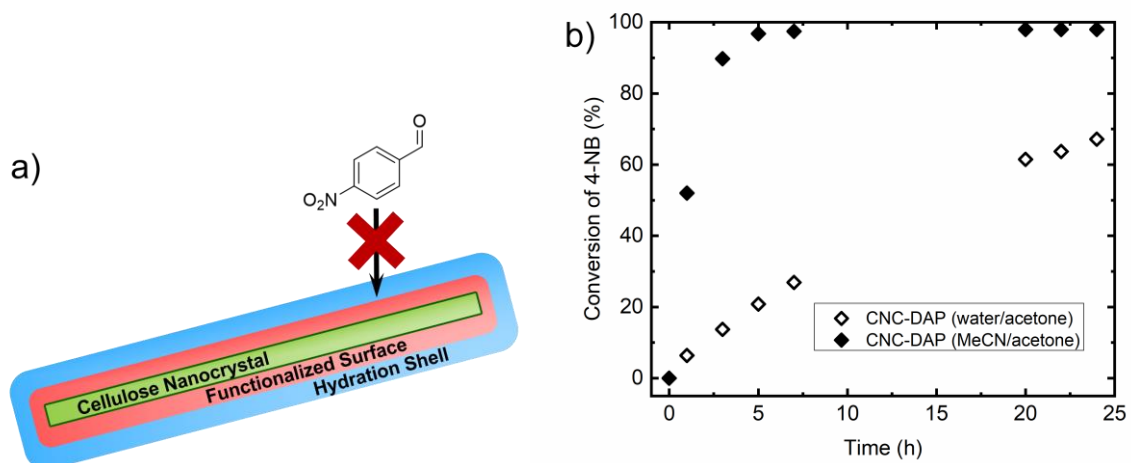 a)
O
O₂N
Cellulose Nanocrystal
Functionalized Surface
Hydration Shell
b)
Conversion of 4-NB (%)
100
80
60
40
20
0
CNC-DAP (water/acetone)
CNC-DAP (MeCN/acetone)
0 5 10 15 20 25
Time (h)